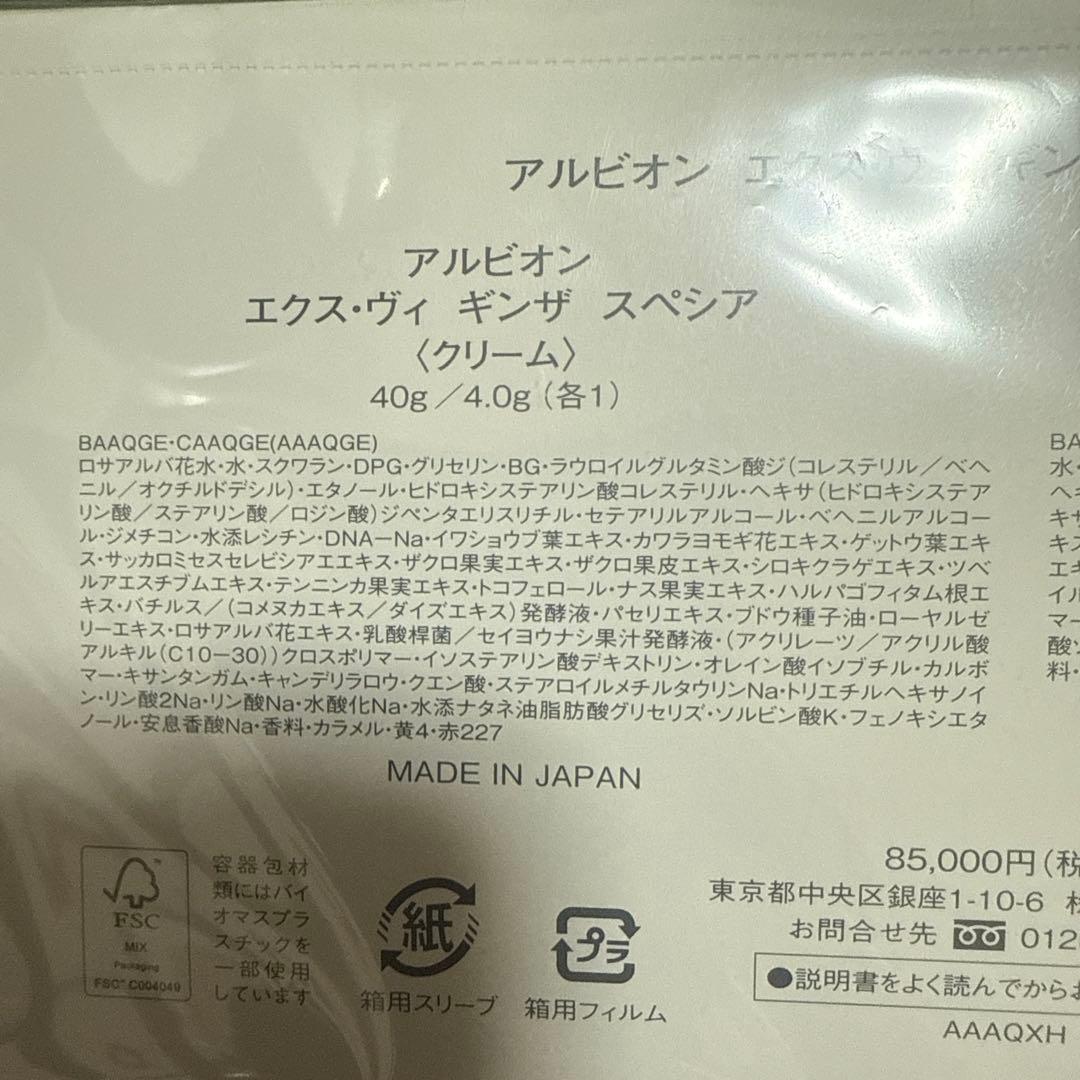 アルビオン エクス・ヴィ
アルビオン
エクス・ヴィ ギンザ スペシア
〈クリーム〉
40g／4.0g（各1）
BAAQGE・CAAQGE(AAAQGE)
ロサアルバ花水・水・スクワラン・DPG・グリセリン・BG・ラウロイルグルタミン酸ジ（コレステリル／ベヘ
ニル／オクチルドデシル）・エタノール・ヒドロキシステアリン酸コレステリル・ヘキサ（ヒドロキシステア
リン酸／ステアリン酸／ロジン酸）ジペンタエリスリチル・セテアリルアルコール・ベヘニルアルコー
ル・ジメチコン・水添レシチン・DNA－Na・イワショウブ葉エキス・カワラヨモギ花エキス・ゲットウ葉エキ
ス・サッカロミセスセレビシアエエキス・ザクロ果実エキス・ザクロ果皮エキス・シロキクラゲエキス・ツベ
ルアエスチブムエキス・テンニンカ果実エキス・トコフェロール・ナス果実エキス・ハルパゴフィタム根エ
キス・バチルス／（コメヌカエキス／ダイズエキス）発酵液・パセリエキス・ブドウ種子油・ローヤルゼ
リーエキス・ロサアルバ花エキス・乳酸桿菌／セイヨウナシ果汁発酵液・（アクリレーツ／アクリル酸
アルキル（C10－30））クロスポリマー・イソステアリン酸デキストリン・オレイン酸イソブチル・カルボ
マー・キサンタンガム・キャンデリラロウ・クエン酸・ステアロイルメチルタウリンNa・トリエチルヘキサノイ
ン・リン酸2Na・リン酸Na・水酸化Na・水添ナタネ油脂肪酸グリセリズ・ソルビン酸K・フェノキシエタ
ノール・安息香酸Na・香料・カラメル・黄4・赤227
MADE IN JAPAN
BA
水・
ヘキ
キサ
キス
エキ
イル
マー
酸ソ
料・
FSC
MIX
Packaging
FSC™ C004049
容器包材
類にはバイ
オマスプラ
スチックを
一部使用
しています
紙
箱用スリーブ
プラ
箱用フィルム
85,000円（税
東京都中央区銀座1-10-6 株
お問合せ先 012
●説明書をよく読んでからお
AAAQXH